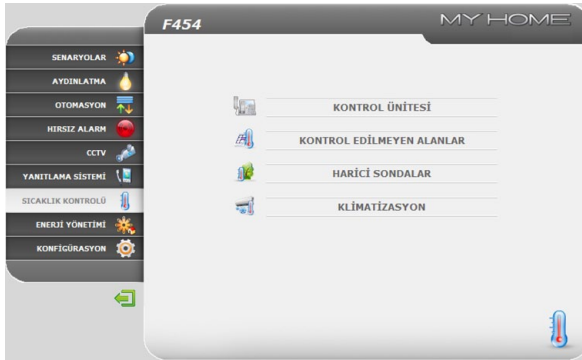 F454
MY HOME
SENARYOLAR
AYDINLATMA
OTOMASYON
HIRSIZ ALARM
CCTV
YANITLAMA SİSTEMİ
SICAKLIK KONTROLÜ
ENERJİ YÖNETİMİ
KONFİGÜRASYON
KONTROL ÜNİTESİ
KONTROL EDİLMEYEN ALANLAR
HARİCİ SONDALAR
KLİMATİZASYON